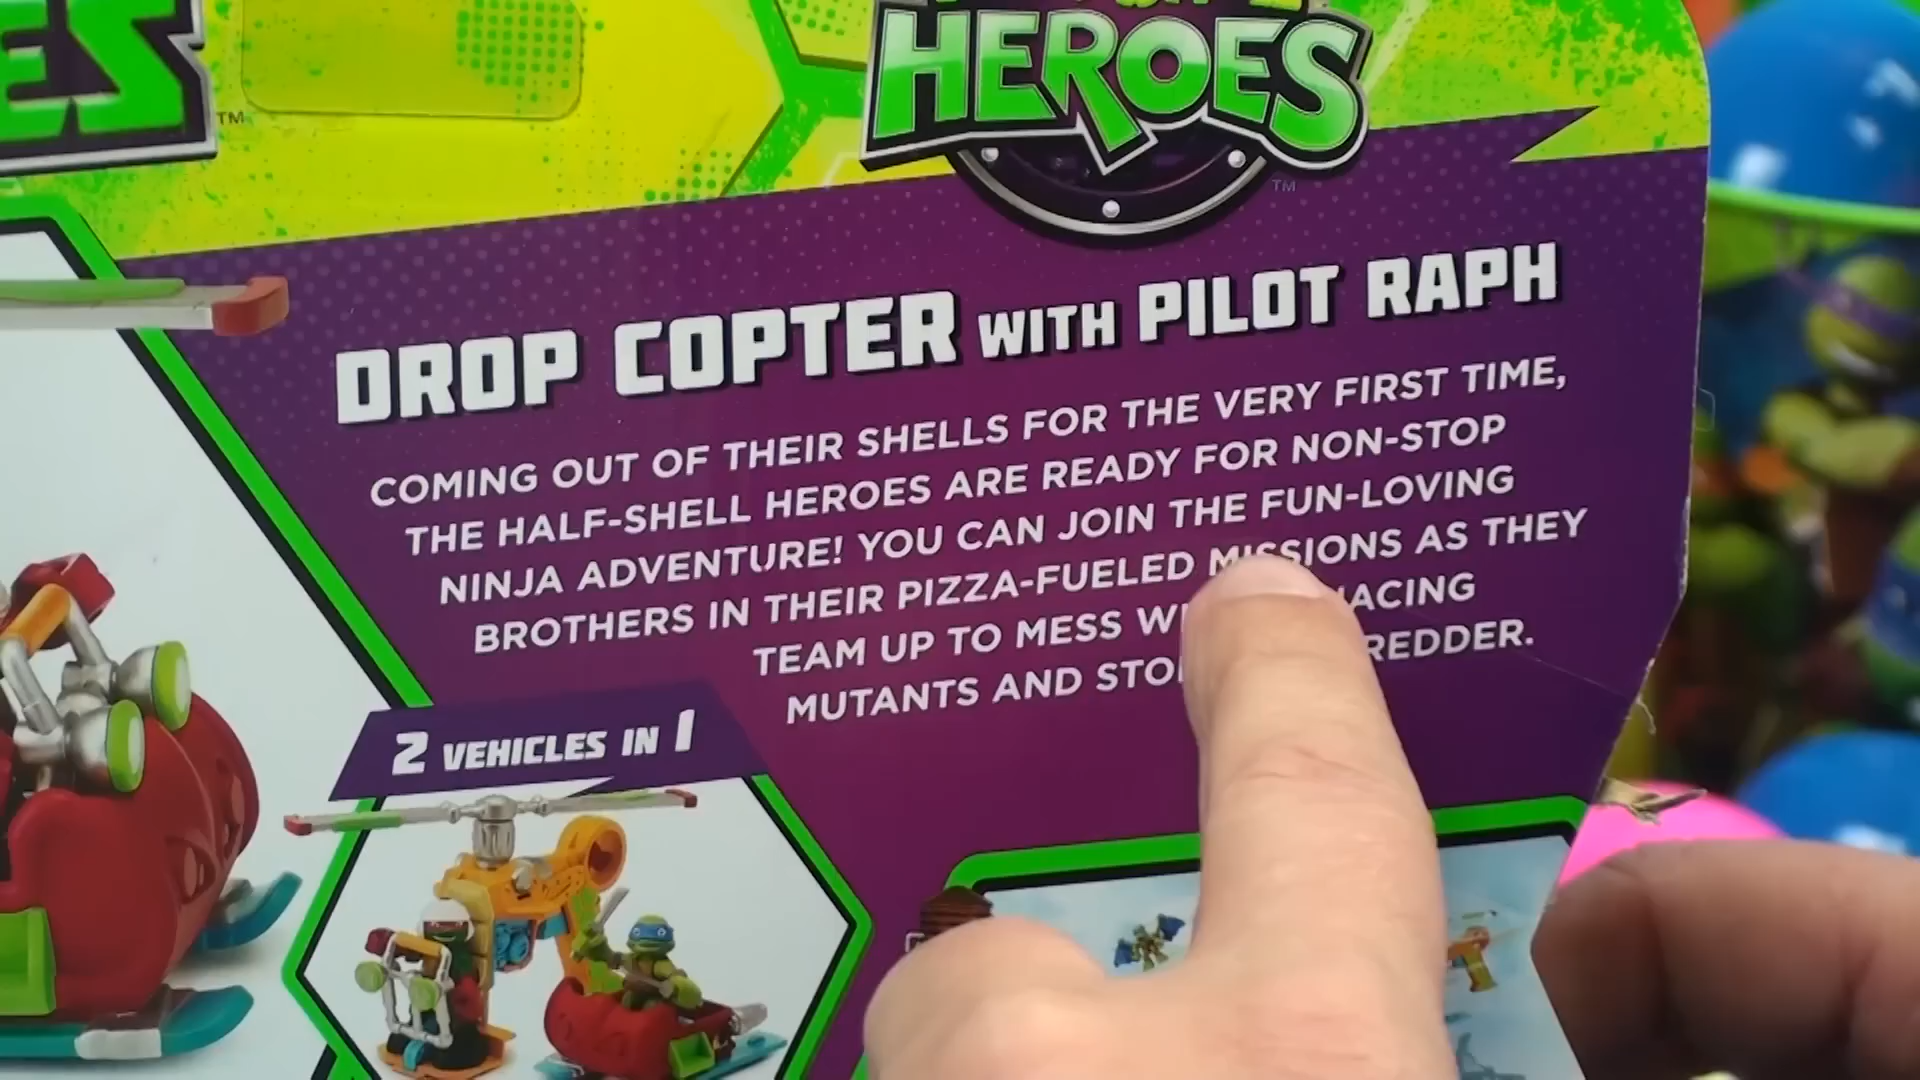 HEROES
TM
TM
DROP COPTER WITH PILOT RAPH
COMING OUT OF THEIR SHELLS FOR THE VERY FIRST TIME,
THE HALF-SHELL HEROES ARE READY FOR NON-STOP
NINJA ADVENTURE! YOU CAN JOIN THE FUN-LOVING
BROTHERS IN THEIR PIZZA-FUELED MISSIONS AS THEY
TEAM UP TO MESS
MUTANTS AND
2 VEHICLES IN 1